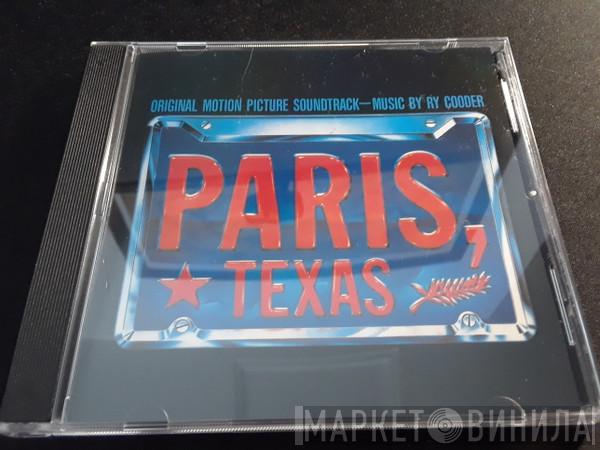 ORIGINAL MOTION PICTURE SOUNDTRACK—MUSIC BY RY COODER
PARIS,
TEXAS
МАРКЕТ ВИНИЛА